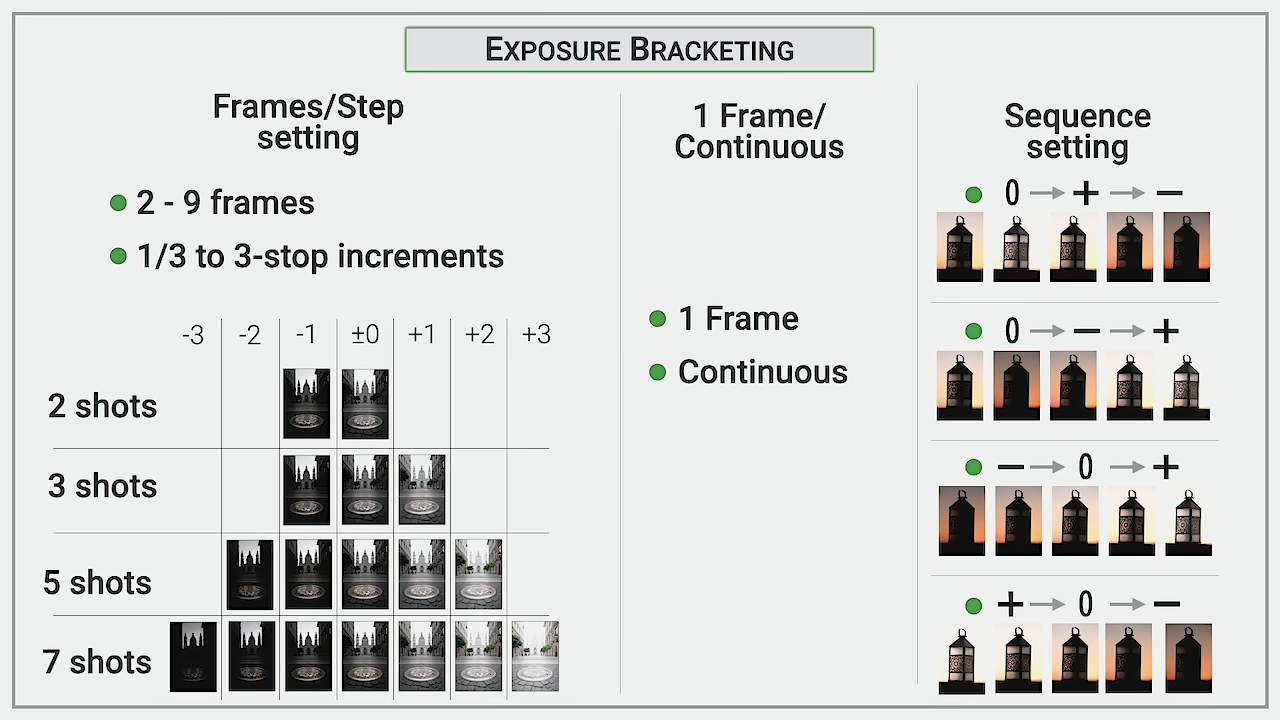 EXPOSURE BRACKETING
Frames/Step
setting
2 - 9 frames
1/3 to 3-stop increments
-3 -2 -1 ±0 +1 +2 +3
2 shots
3 shots
5 shots
7 shots
1 Frame/
Continuous
1 Frame
Continuous
Sequence
setting
0 → + → −
0 → − → +
− → 0 → +
+ → 0 → −